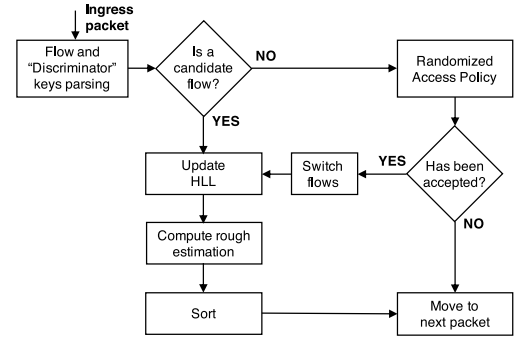 Ingress
packet
Flow and
“Discriminator”
keys parsing
Is a
candidate
flow?
NO
Randomized
Access Policy
YES
Update
HLL
Switch
flows
YES
Has been
accepted?
NO
Compute rough
estimation
Sort
Move to
next packet